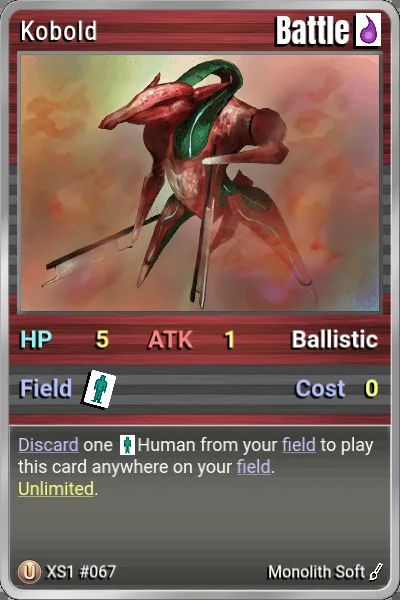 Kobold Battle
HP 5 ATK 1 Ballistic
Field Cost 0
Discard one Human from your field to play
this card anywhere on your field.
Unlimited.
U XS1 #067 Monolith Soft